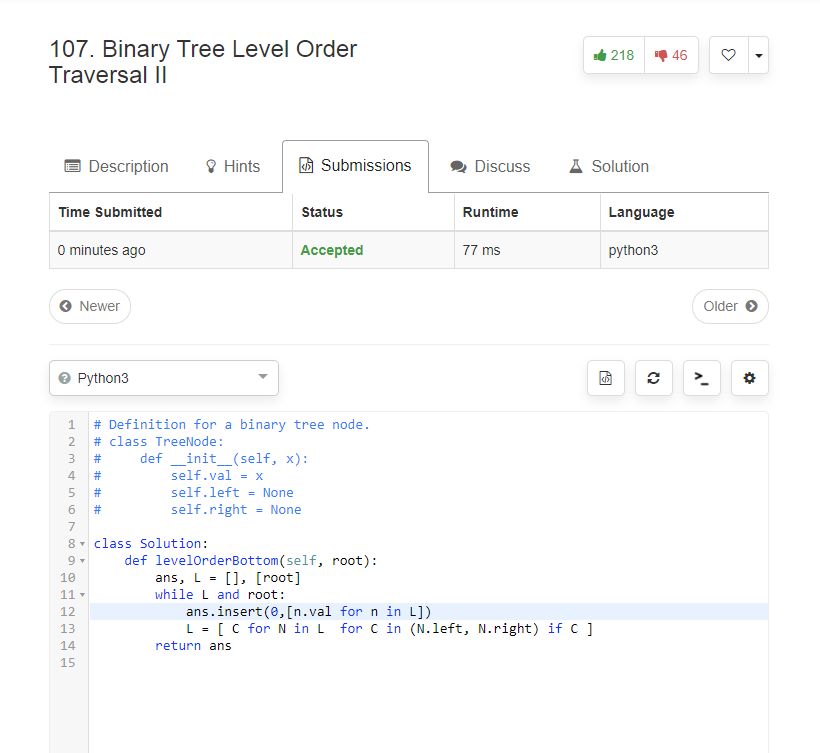 107. Binary Tree Level Order
Traversal II
218 46
Description Hints Submissions Discuss Solution
Time Submitted Status Runtime Language
0 minutes ago Accepted 77 ms python3
Newer Older
Python3
1 # Definition for a binary tree node.
2 # class TreeNode:
3 #     def __init__(self, x):
4 #         self.val = x
5 #         self.left = None
6 #         self.right = None
7
8 class Solution:
9     def levelOrderBottom(self, root):
10         ans, L = [], [root]
11         while L and root:
12             ans.insert(0,[n.val for n in L])
13             L = [ C for N in L  for C in (N.left, N.right) if C ]
14         return ans
15